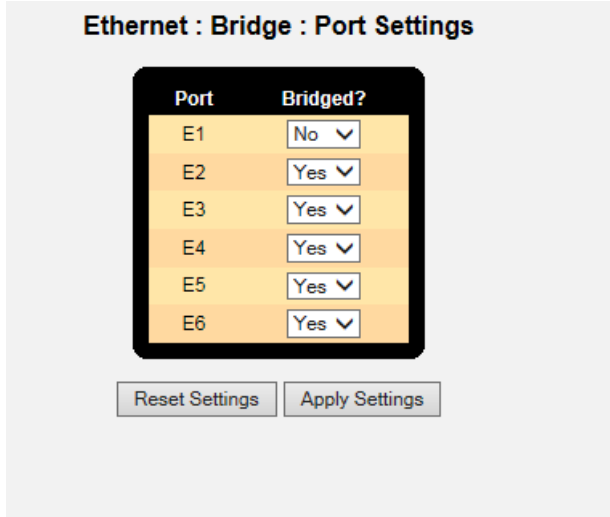 Ethernet : Bridge : Port Settings
Port Bridged?
E1 No
E2 Yes
E3 Yes
E4 Yes
E5 Yes
E6 Yes
Reset Settings Apply Settings